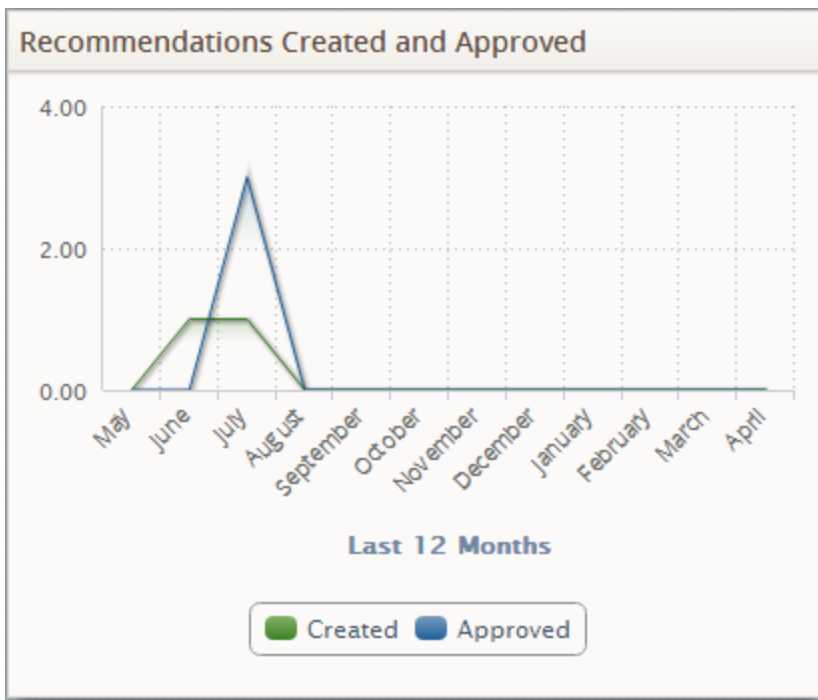 Recommendations Created and Approved
4.00
2.00
0.00
May June July August September October November December January February March April
Last 12 Months
Created Approved